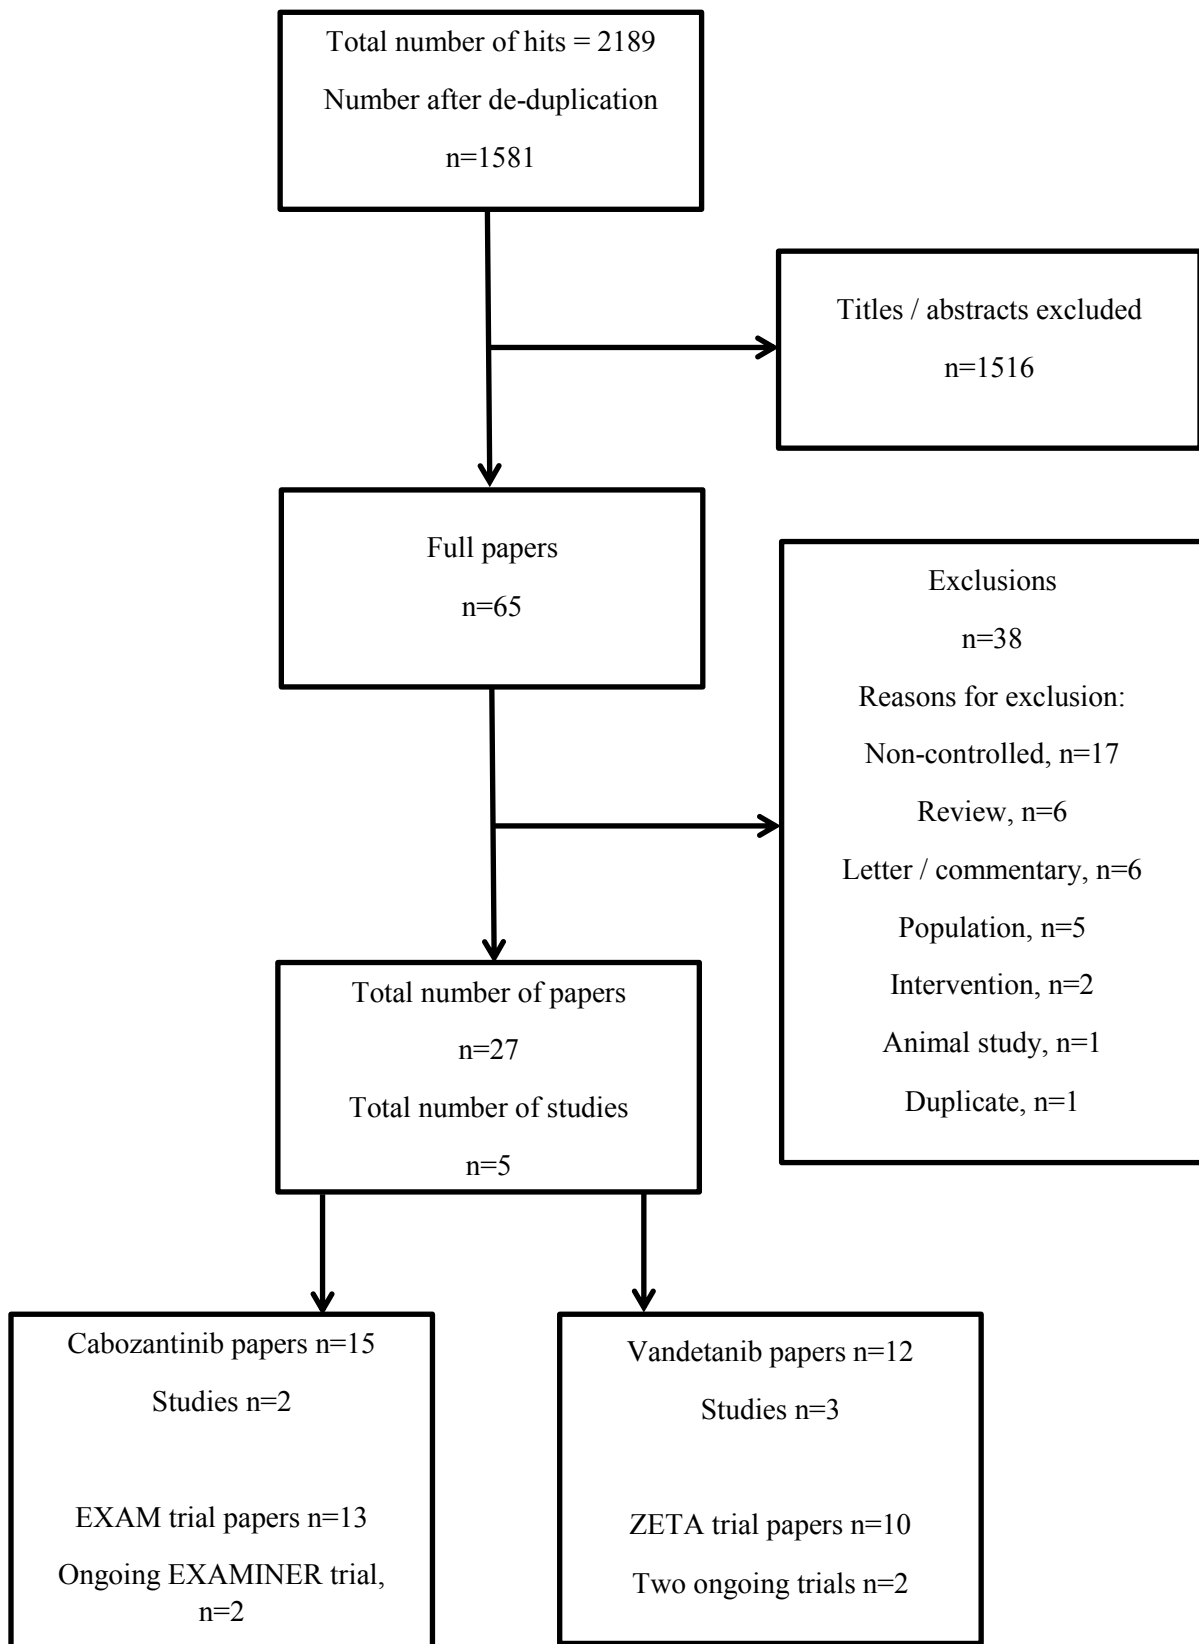 Total number of hits = 2189
Number after de-duplication
n=1581
Titles / abstracts excluded
n=1516
Full papers
n=65
Exclusions
n=38
Reasons for exclusion:
Non-controlled, n=17
Review, n=6
Letter / commentary, n=6
Population, n=5
Intervention, n=2
Animal study, n=1
Duplicate, n=1
Total number of papers
n=27
Total number of studies
n=5
Cabozantinib papers n=15
Studies n=2
EXAM trial papers n=13
Ongoing EXAMINER trial,
n=2
Vandetanib papers n=12
Studies n=3
ZETA trial papers n=10
Two ongoing trials n=2